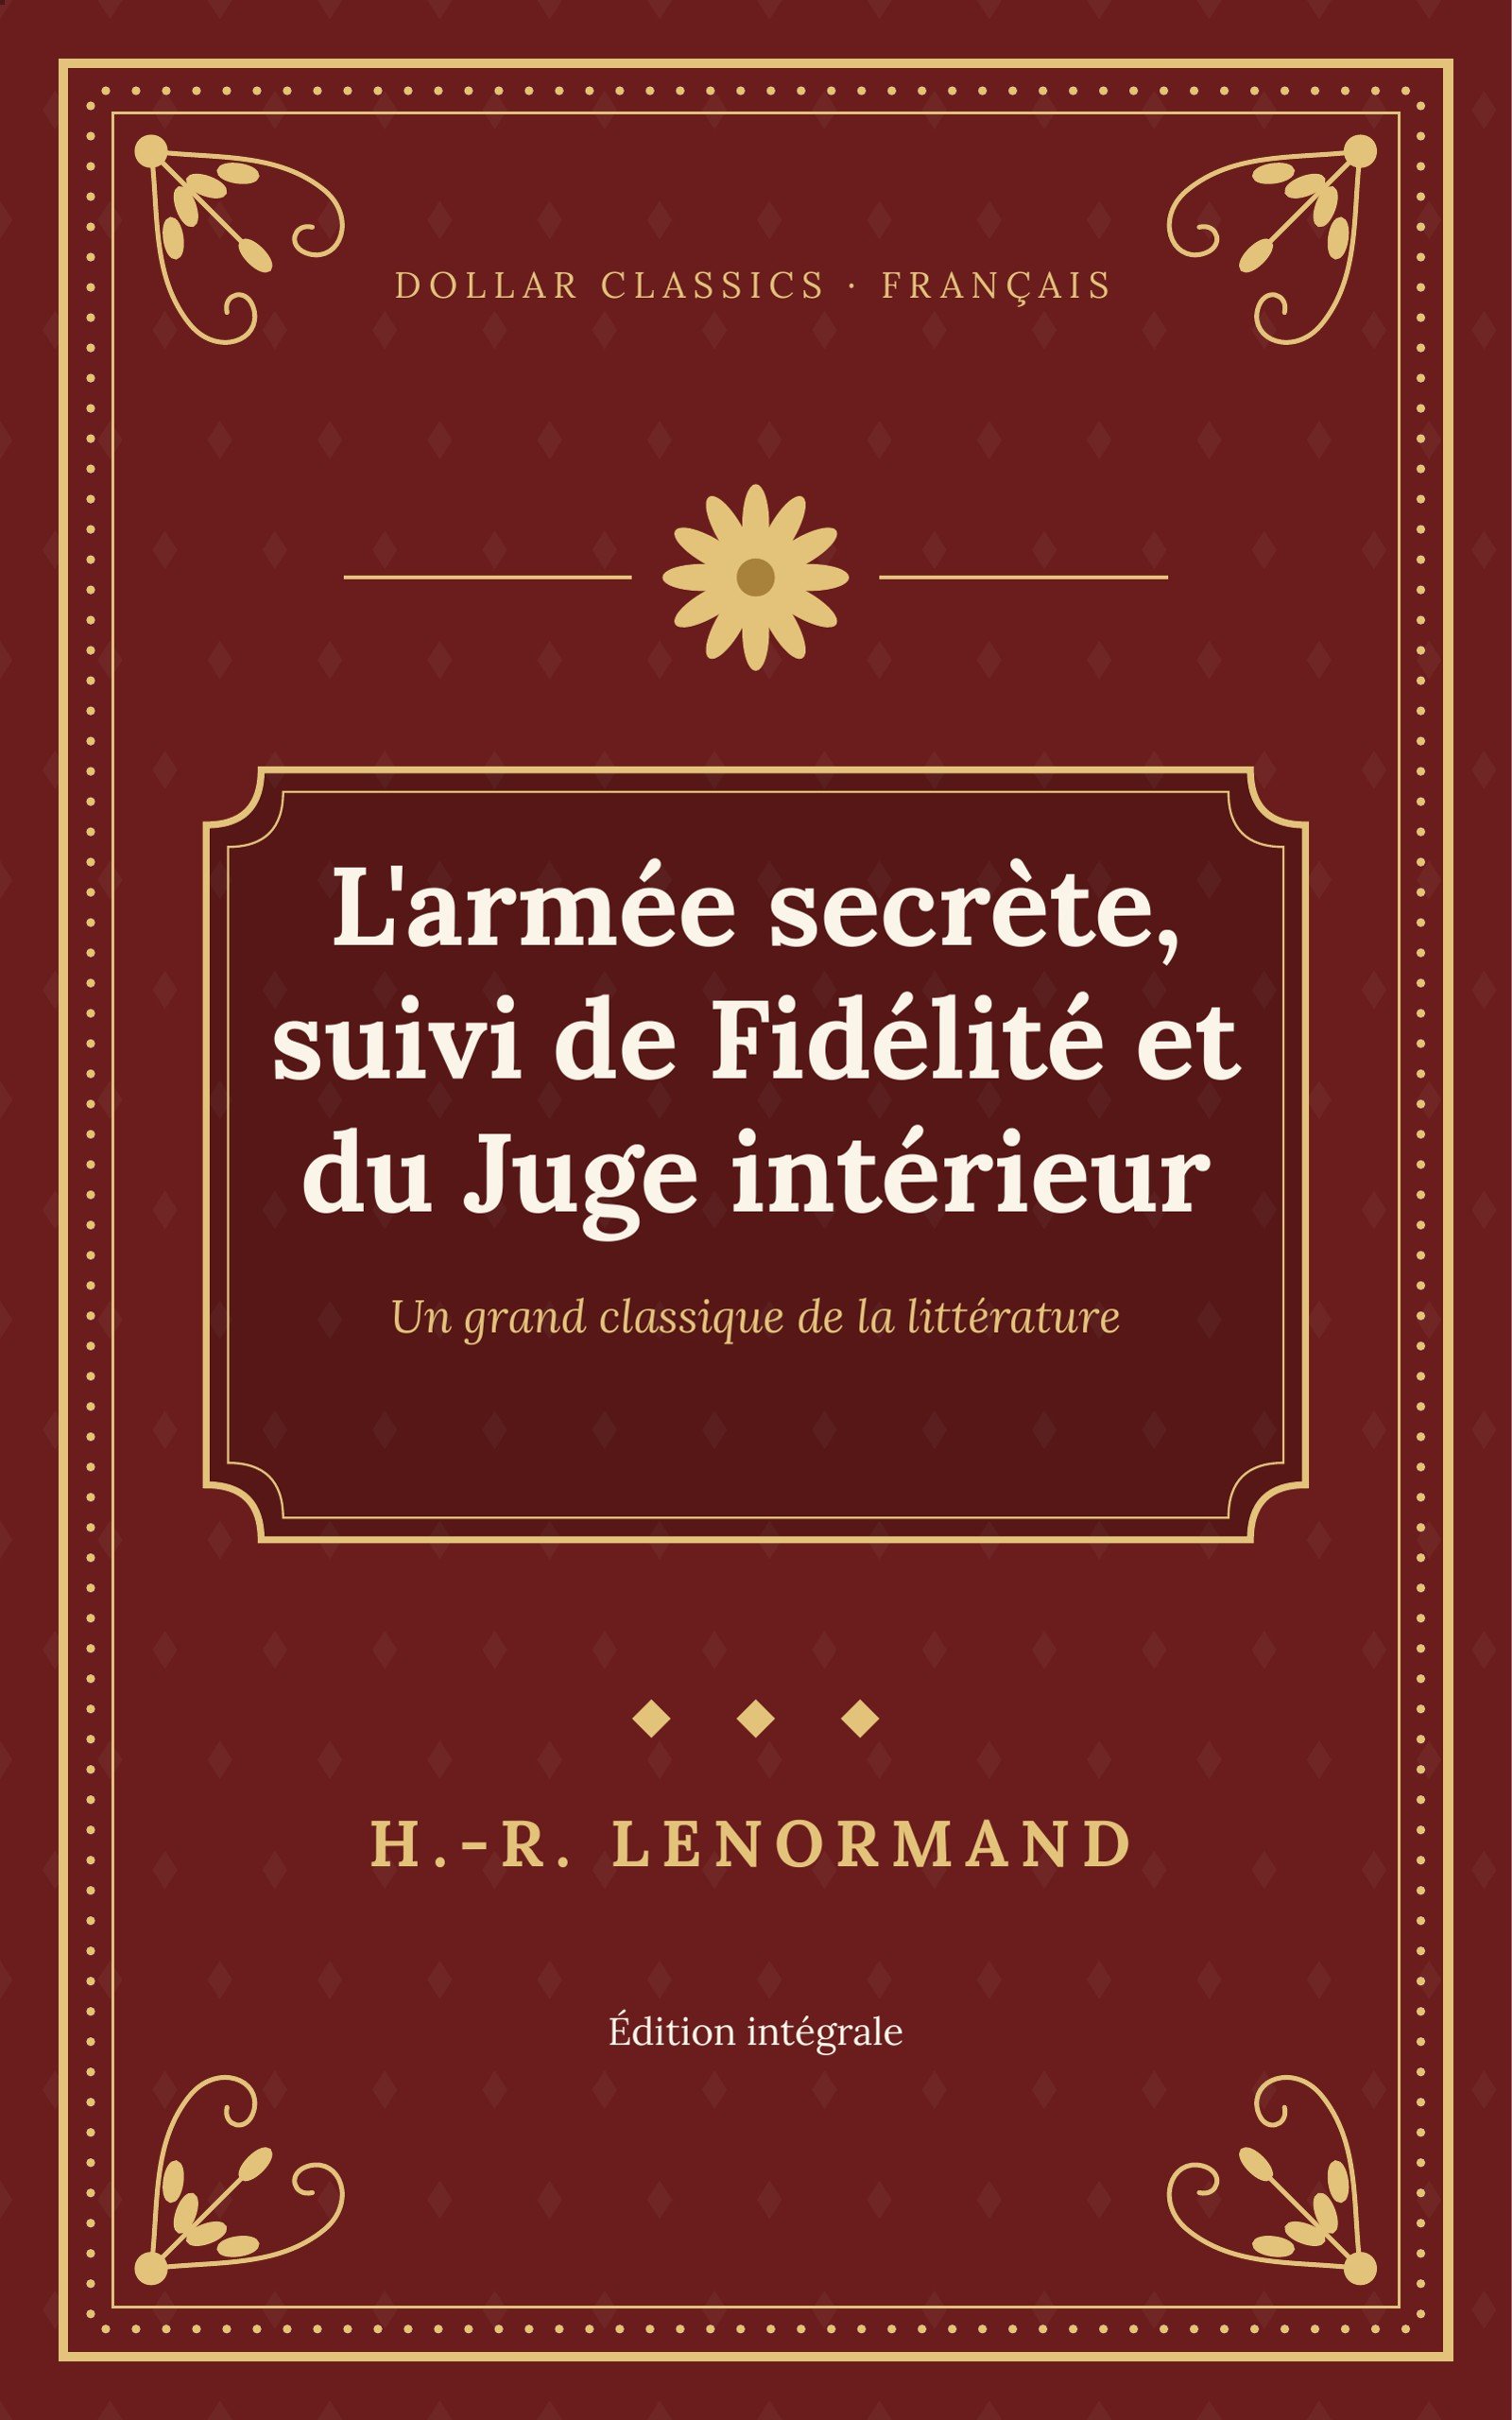 DOLLAR CLASSICS · FRANÇAIS
L'armée secrète,
suivi de Fidélité et
du Juge intérieur
Un grand classique de la littérature
H.-R. LENORMAND
Édition intégrale